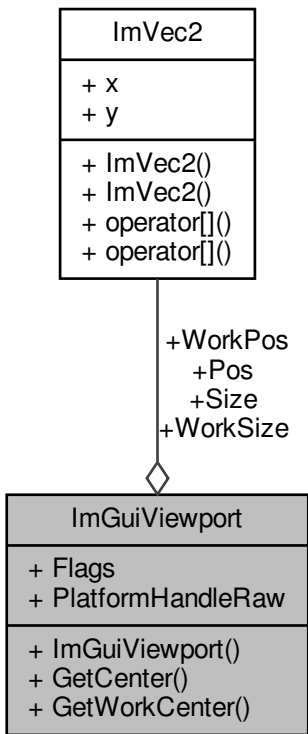 ImVec2
+ x
+ y
+ ImVec2()
+ ImVec2()
+ operator[]()
+ operator[]()
+WorkPos
+Pos
+Size
+WorkSize
ImGuiViewport
+ Flags
+ PlatformHandleRaw
+ ImGuiViewport()
+ GetCenter()
+ GetWorkCenter()